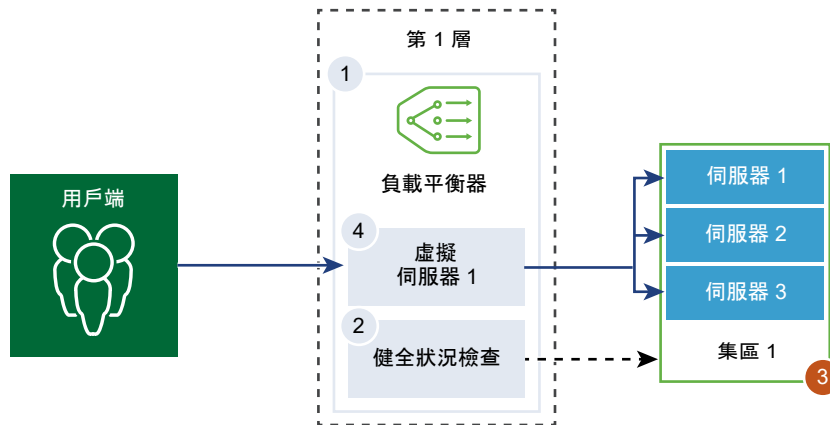 第 1 層
1
負載平衡器
用戶端
4
虛擬
伺服器 1
2
健全狀況檢查
伺服器 1
伺服器 2
伺服器 3
集區 1
3